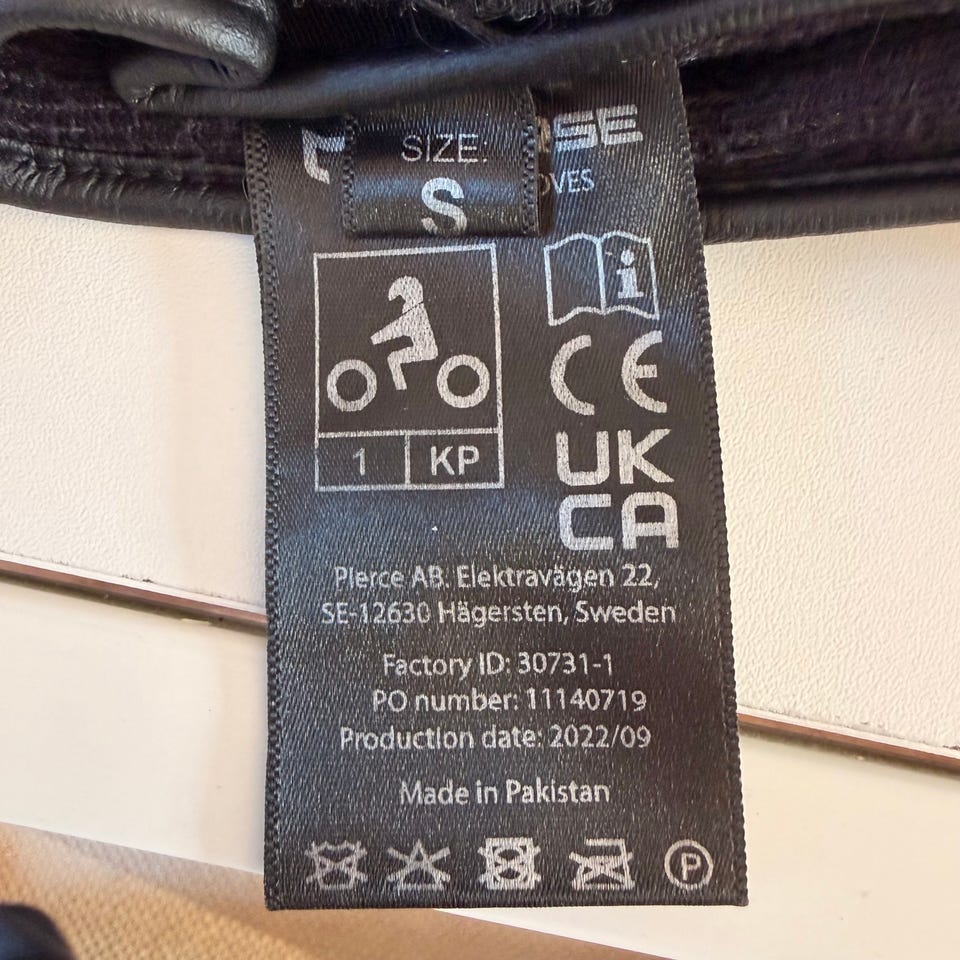 SIZE:
S
1 KP
CE
UK
CA
Pierce AB. Elektravägen 22,
SE-12630 Hägersten, Sweden
Factory ID: 30731-1
PO number: 11140719
Production date: 2022/09
Made in Pakistan
P